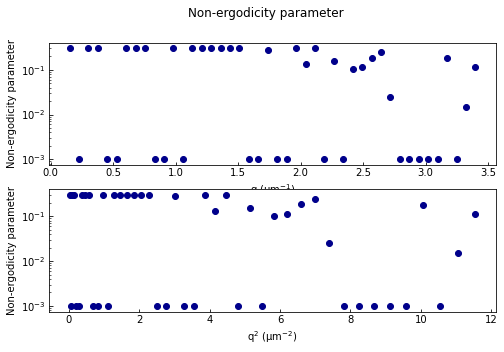 Non-ergodicity parameter
Non-ergodicity parameter
10⁻¹
10⁻²
10⁻³
0.0 0.5 1.0 1.5 2.0 2.5 3.0 3.5
q (μm⁻¹)
Non-ergodicity parameter
10⁻¹
10⁻²
10⁻³
0 2 4 6 8 10 12
q² (μm⁻²)